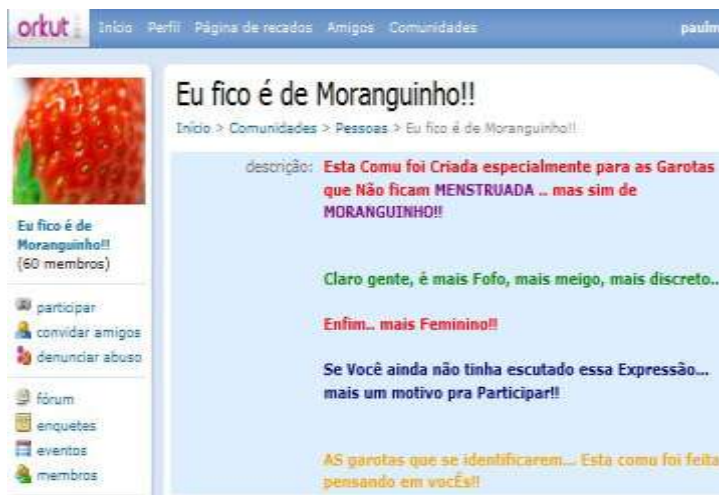 orkut Início Perfil Página de recados Amigos Comunidades paulm
Eu fico é de Moranguinho!!
Início > Comunidades > Pessoas > Eu fico é de Moranguinho!!
descrição: Esta Comu foi Criada especialmente para as Garotas
que Não ficam MENSTRUADA .. mas sim de
MORANGUINHO!!
Claro gente, é mais Fofo, mais meigo, mais discreto..
Enfim.. mais Feminino!!
Se Você ainda não tinha escutado essa Expressão...
mais um motivo pra Participar!!
AS garotas que se identificarem... Esta comu foi feita
pensando em vocÊs!!
Eu fico é de
Moranguinho!!
(60 membros)
participar
convidar amigos
denunciar abuso
fórum
enquetes
eventos
membros